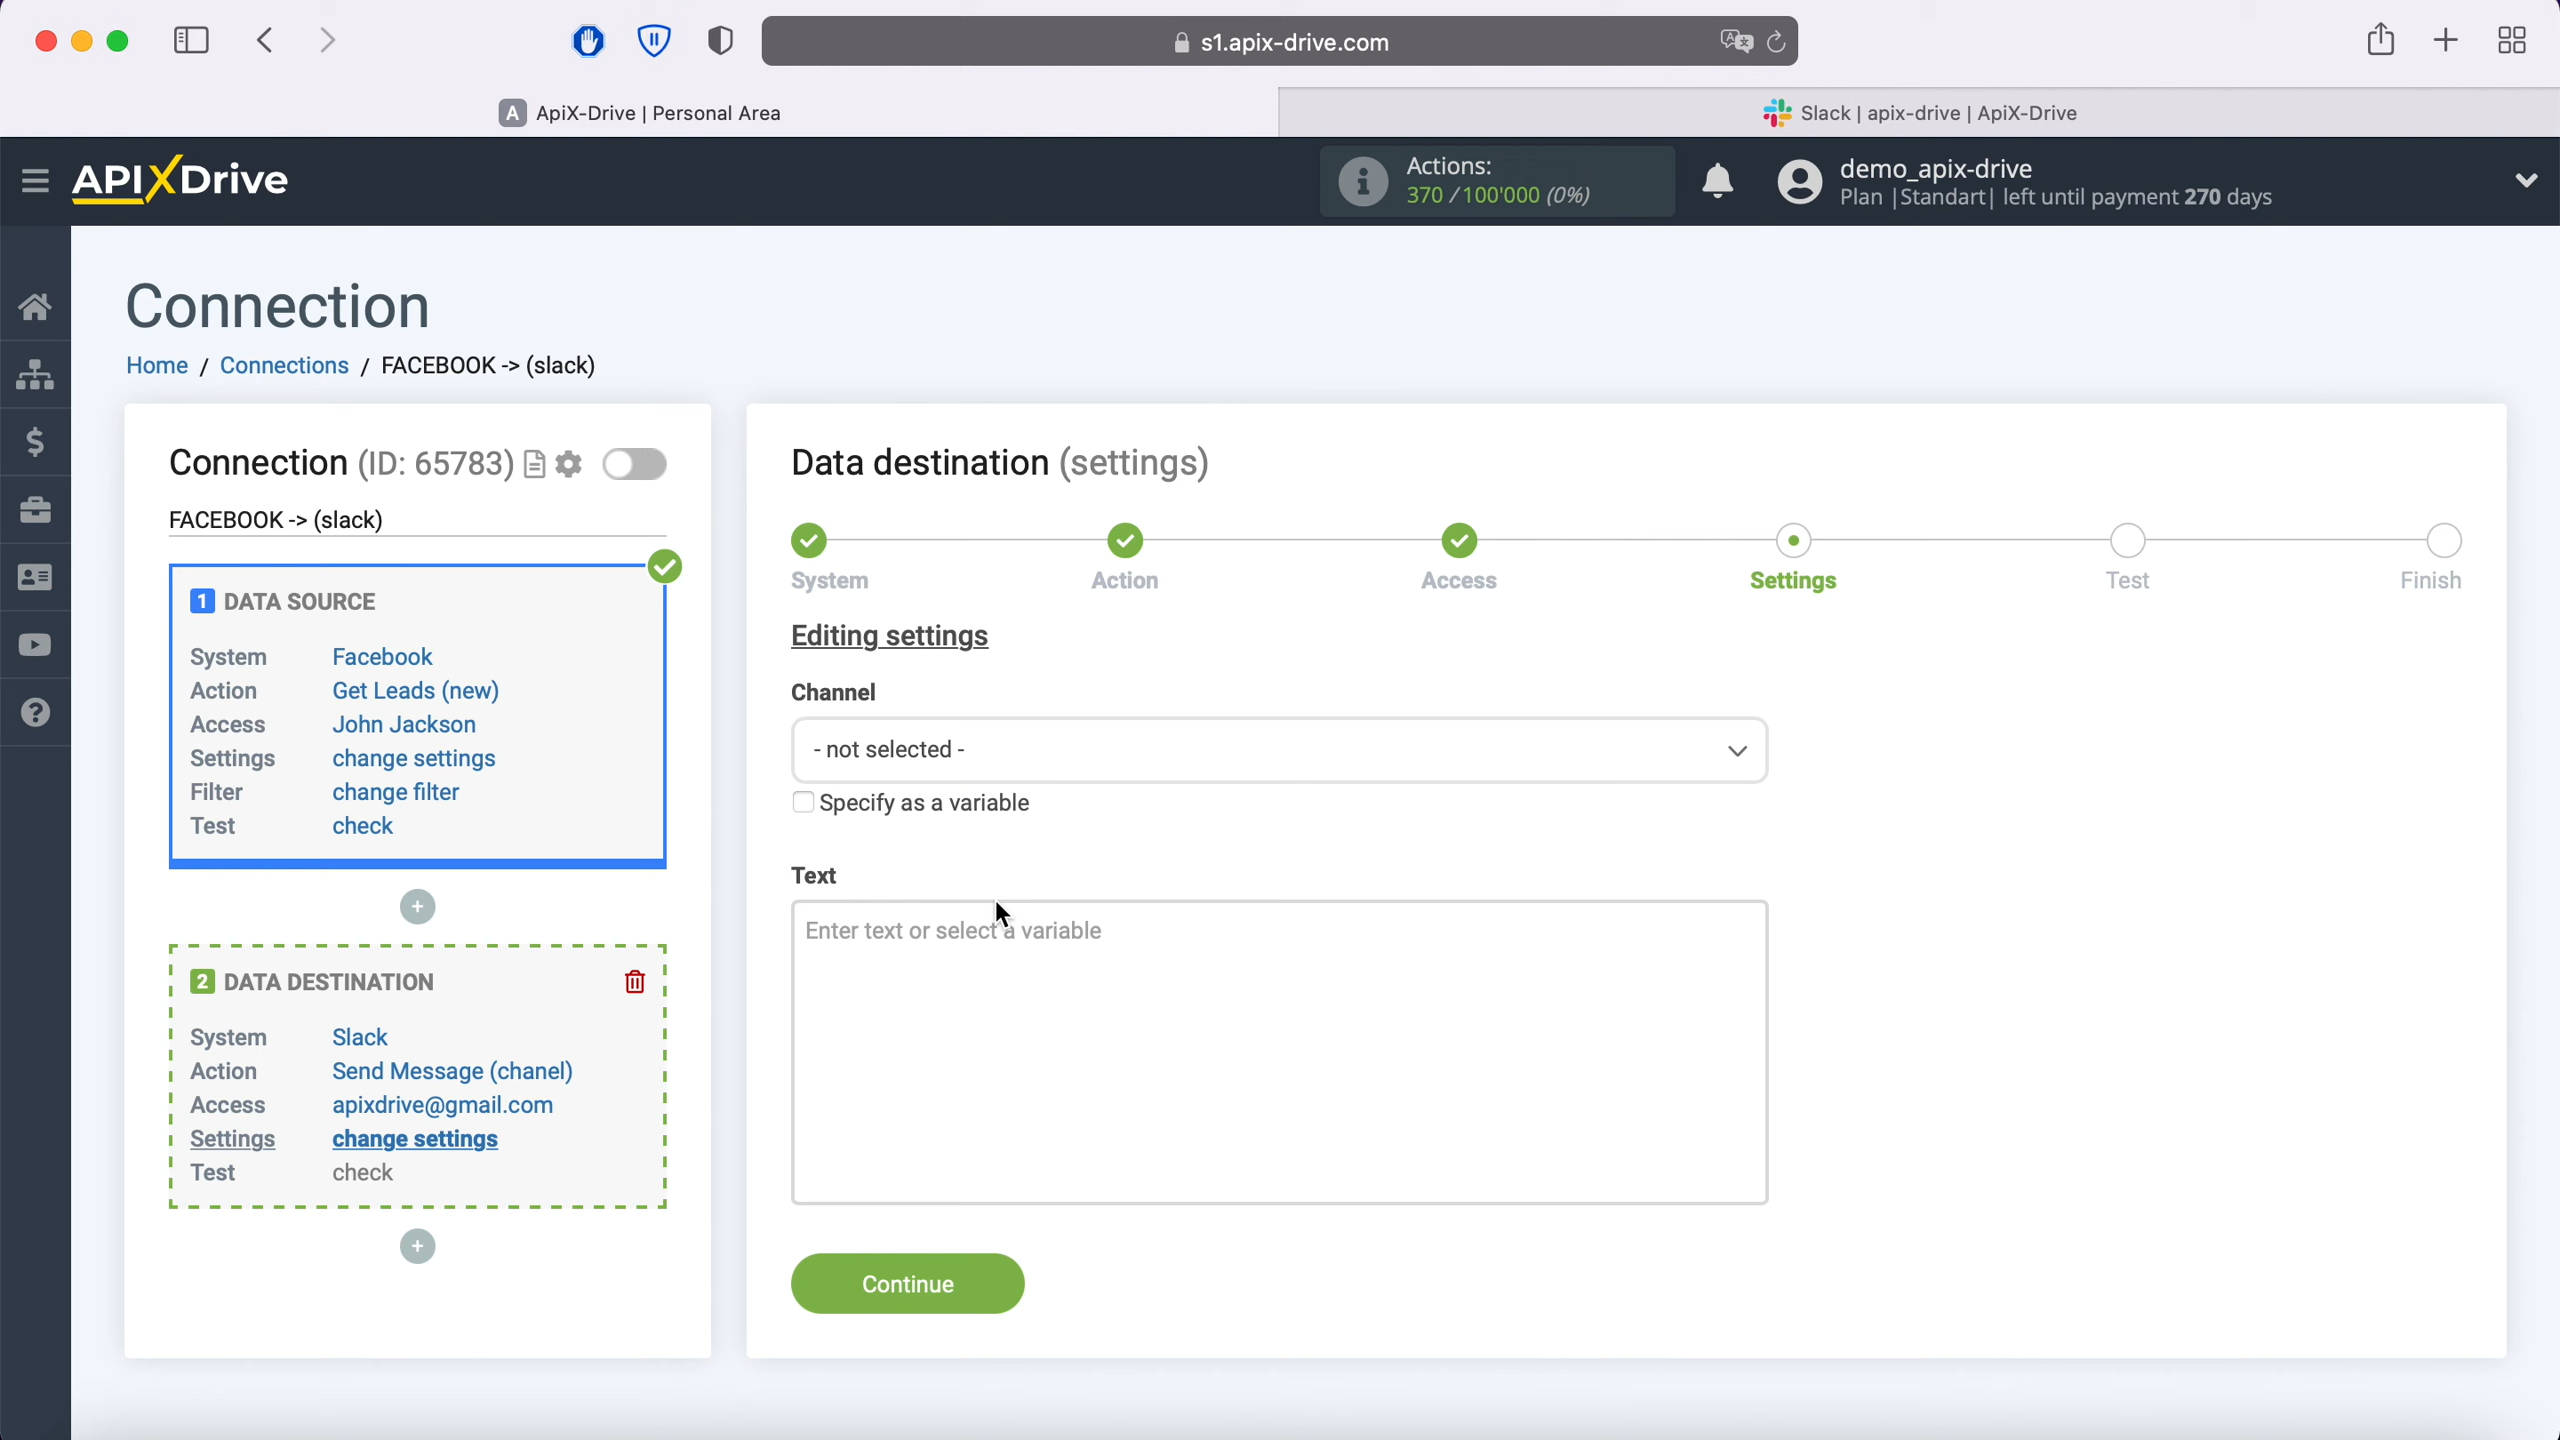 s1.apix-drive.com
A ApiX-Drive | Personal Area
Slack | apix-drive | ApiX-Drive
APIXDrive
Actions:
370 / 100'000 (0%)
demo_apix-drive
Plan |Standart| left until payment 270 days
Connection
Home / Connections / FACEBOOK -> (slack)
Connection (ID: 65783)
FACEBOOK -> (slack)
1 DATA SOURCE
System Facebook
Action Get Leads (new)
Access John Jackson
Settings change settings
Filter change filter
Test check
2 DATA DESTINATION
System Slack
Action Send Message (chanel)
Access apixdrive@gmail.com
Settings change settings
Test check
Data destination (settings)
System Action Access Settings Test Finish
Editing settings
Channel
- not selected -
Specify as a variable
Text
Enter text or select a variable
Continue